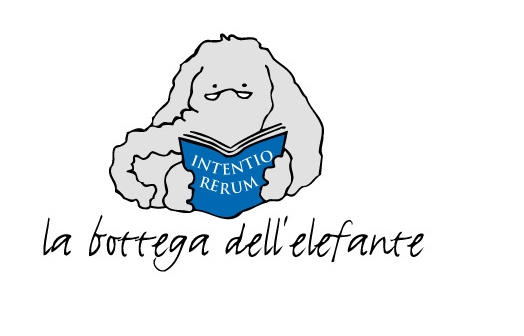 INTENTIO
RERUM
la bottega dell'elefante